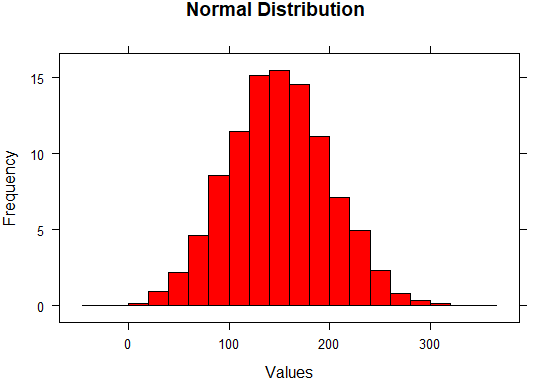 Normal Distribution
15
10
5
0
Frequency
0 100 200 300
Values